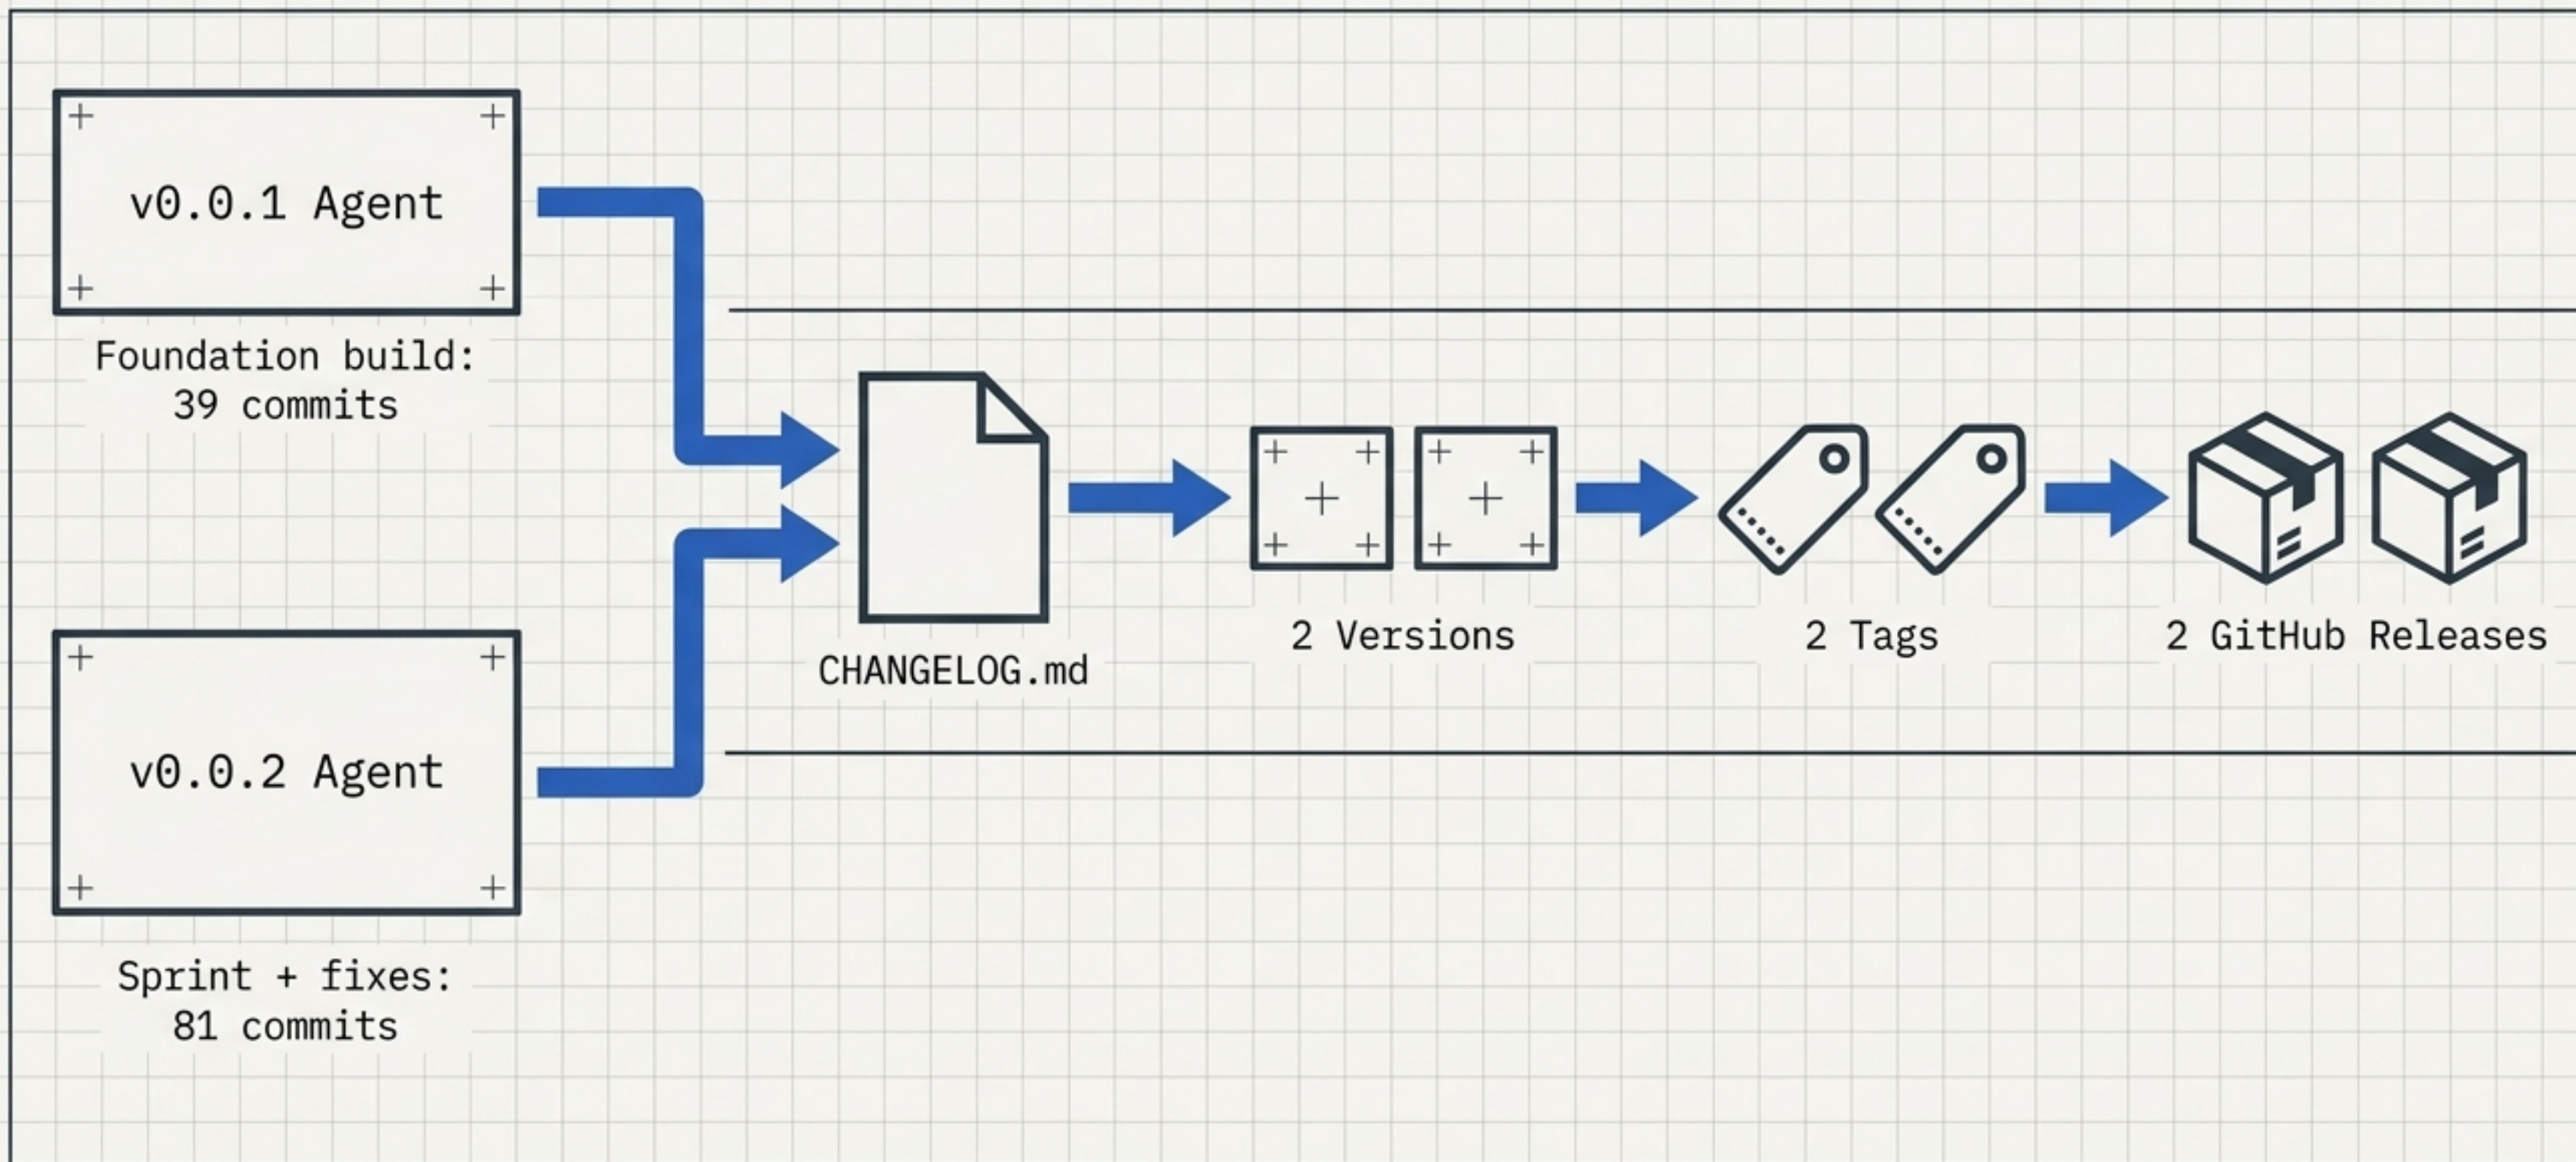 v0.0.1 Agent
Foundation build:
39 commits
v0.0.2 Agent
Sprint + fixes:
81 commits
CHANGELOG.md
2 Versions
2 Tags
2 GitHub Releases